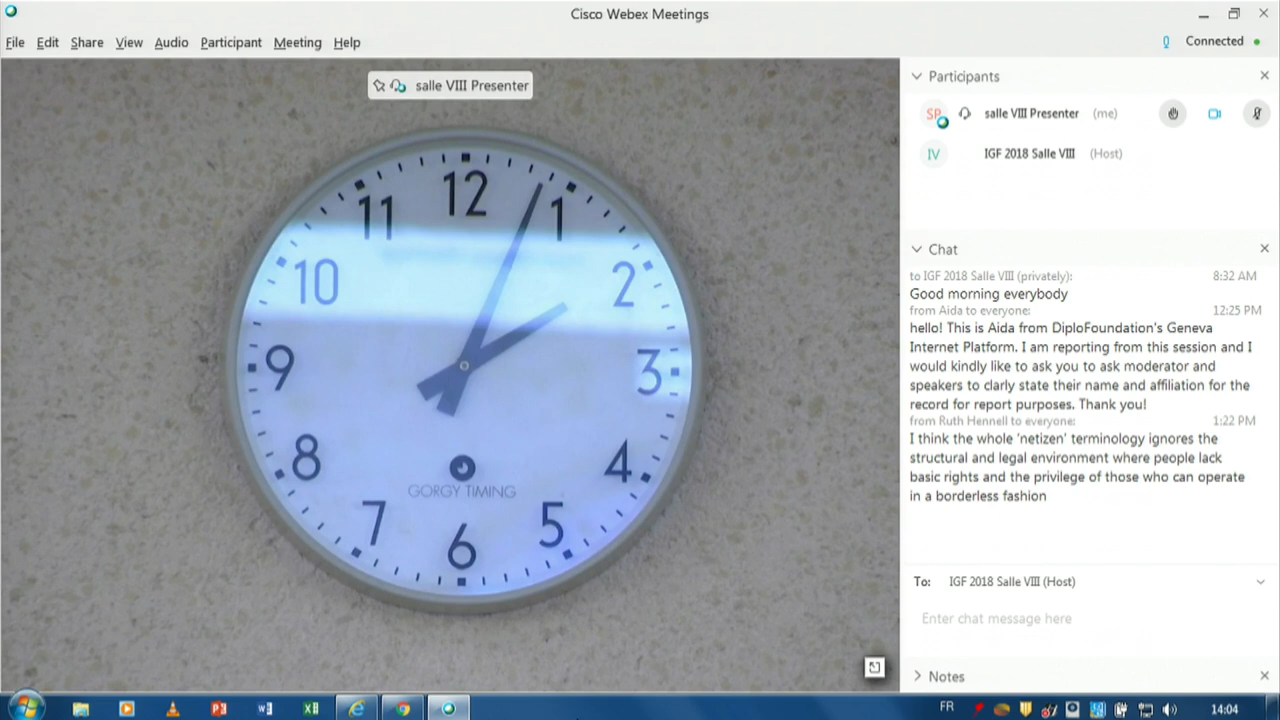 Cisco Webex Meetings
File Edit Share View Audio Participant Meeting Help
Connected
salle VIII Presenter
12
11
1
10
2
9
3
8
4
7
5
6
GORGY TIMING
Participants
SP salle VIII Presenter (me)
IV IGF 2018 Salle VIII (Host)
Chat
to IGF 2018 Salle VIII (privately): 8:32 AM
Good morning everybody
from Aida to everyone: 12:25 PM
hello! This is Aida from DiploFoundation's Geneva
Internet Platform. I am reporting from this session and I
would kindly like to ask you to ask moderator and
speakers to clarly state their name and affiliation for the
record for report purposes. Thank you!
from Ruth Hennell to everyone: 1:22 PM
I think the whole 'netizen' terminology ignores the
structural and legal environment where people lack
basic rights and the privilege of those who can operate
in a borderless fashion
To: IGF 2018 Salle VIII (Host)
Enter chat message here
Notes
FR 14:04